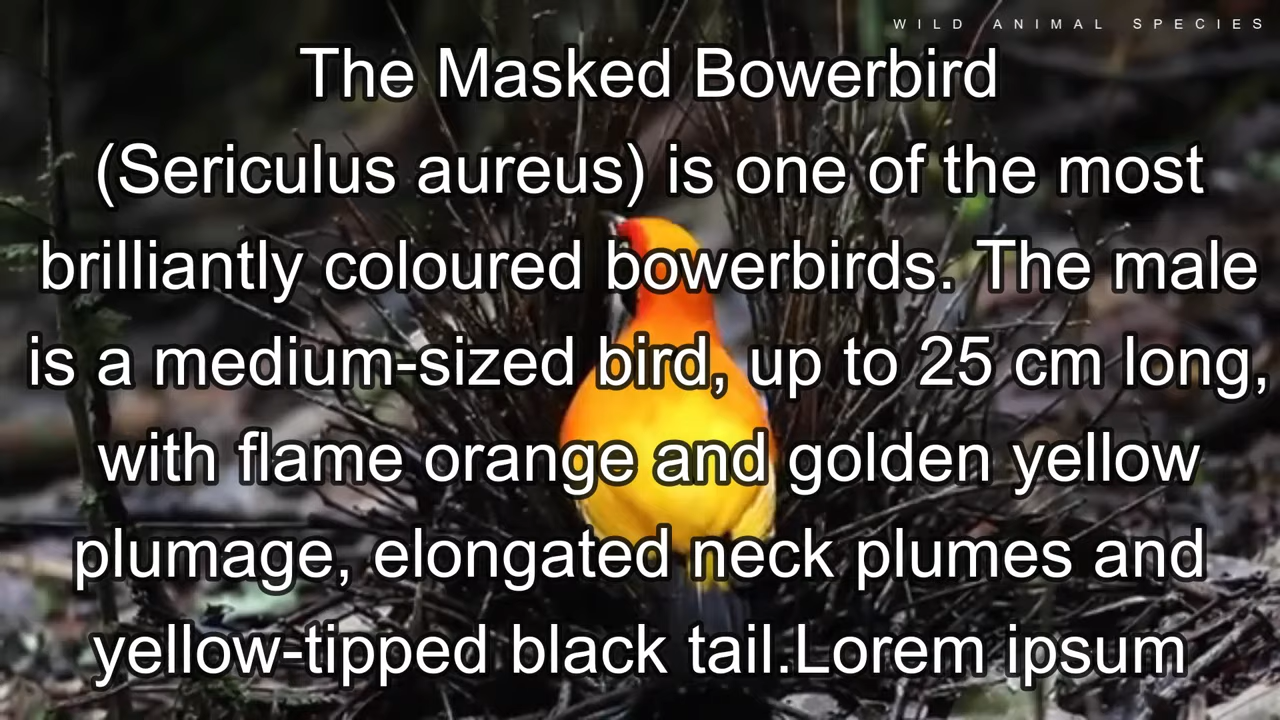 WILD ANIMAL SPECIES
The Masked Bowerbird
(Sericulus aureus) is one of the most
brilliantly coloured bowerbirds. The male
is a medium-sized bird, up to 25 cm long,
with flame orange and golden yellow
plumage, elongated neck plumes and
yellow-tipped black tail.Lorem ipsum